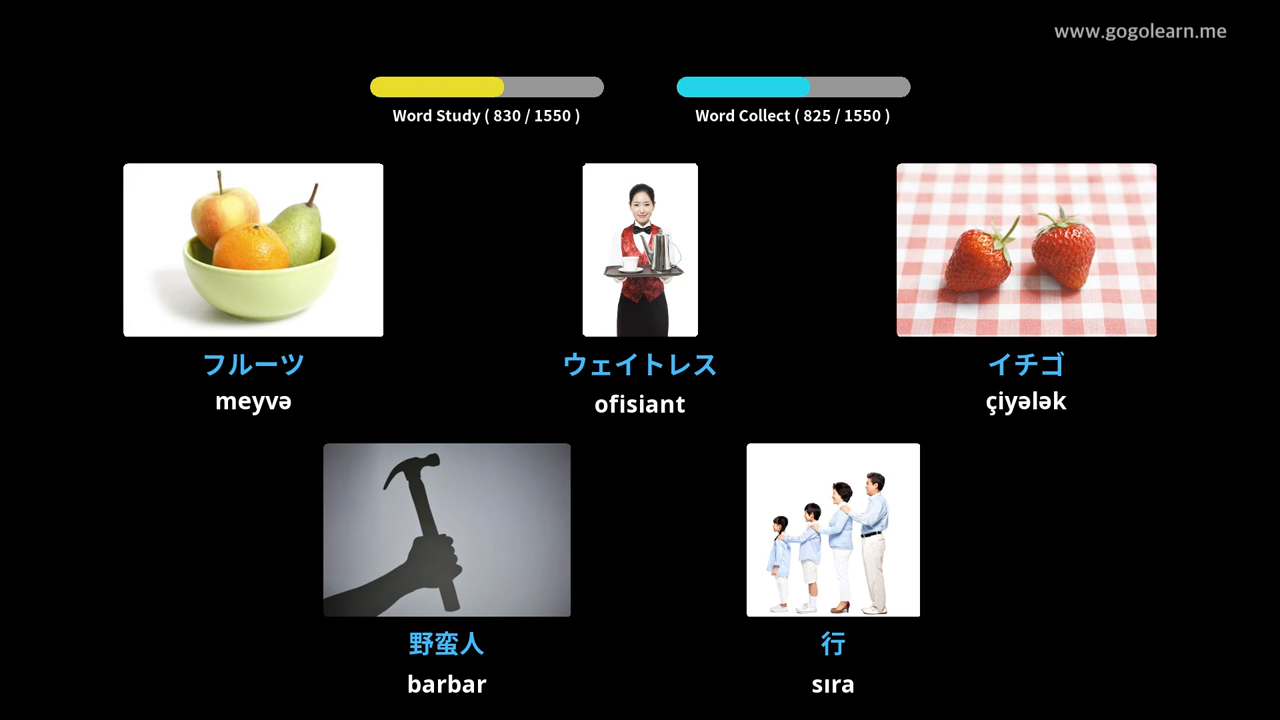 www.gogolearn.me
Word Study ( 830 / 1550 )
Word Collect ( 825 / 1550 )
フルーツ
meyvə
ウェイトレス
ofisiant
イチゴ
çiyələk
野蛮人
barbar
行
sıra